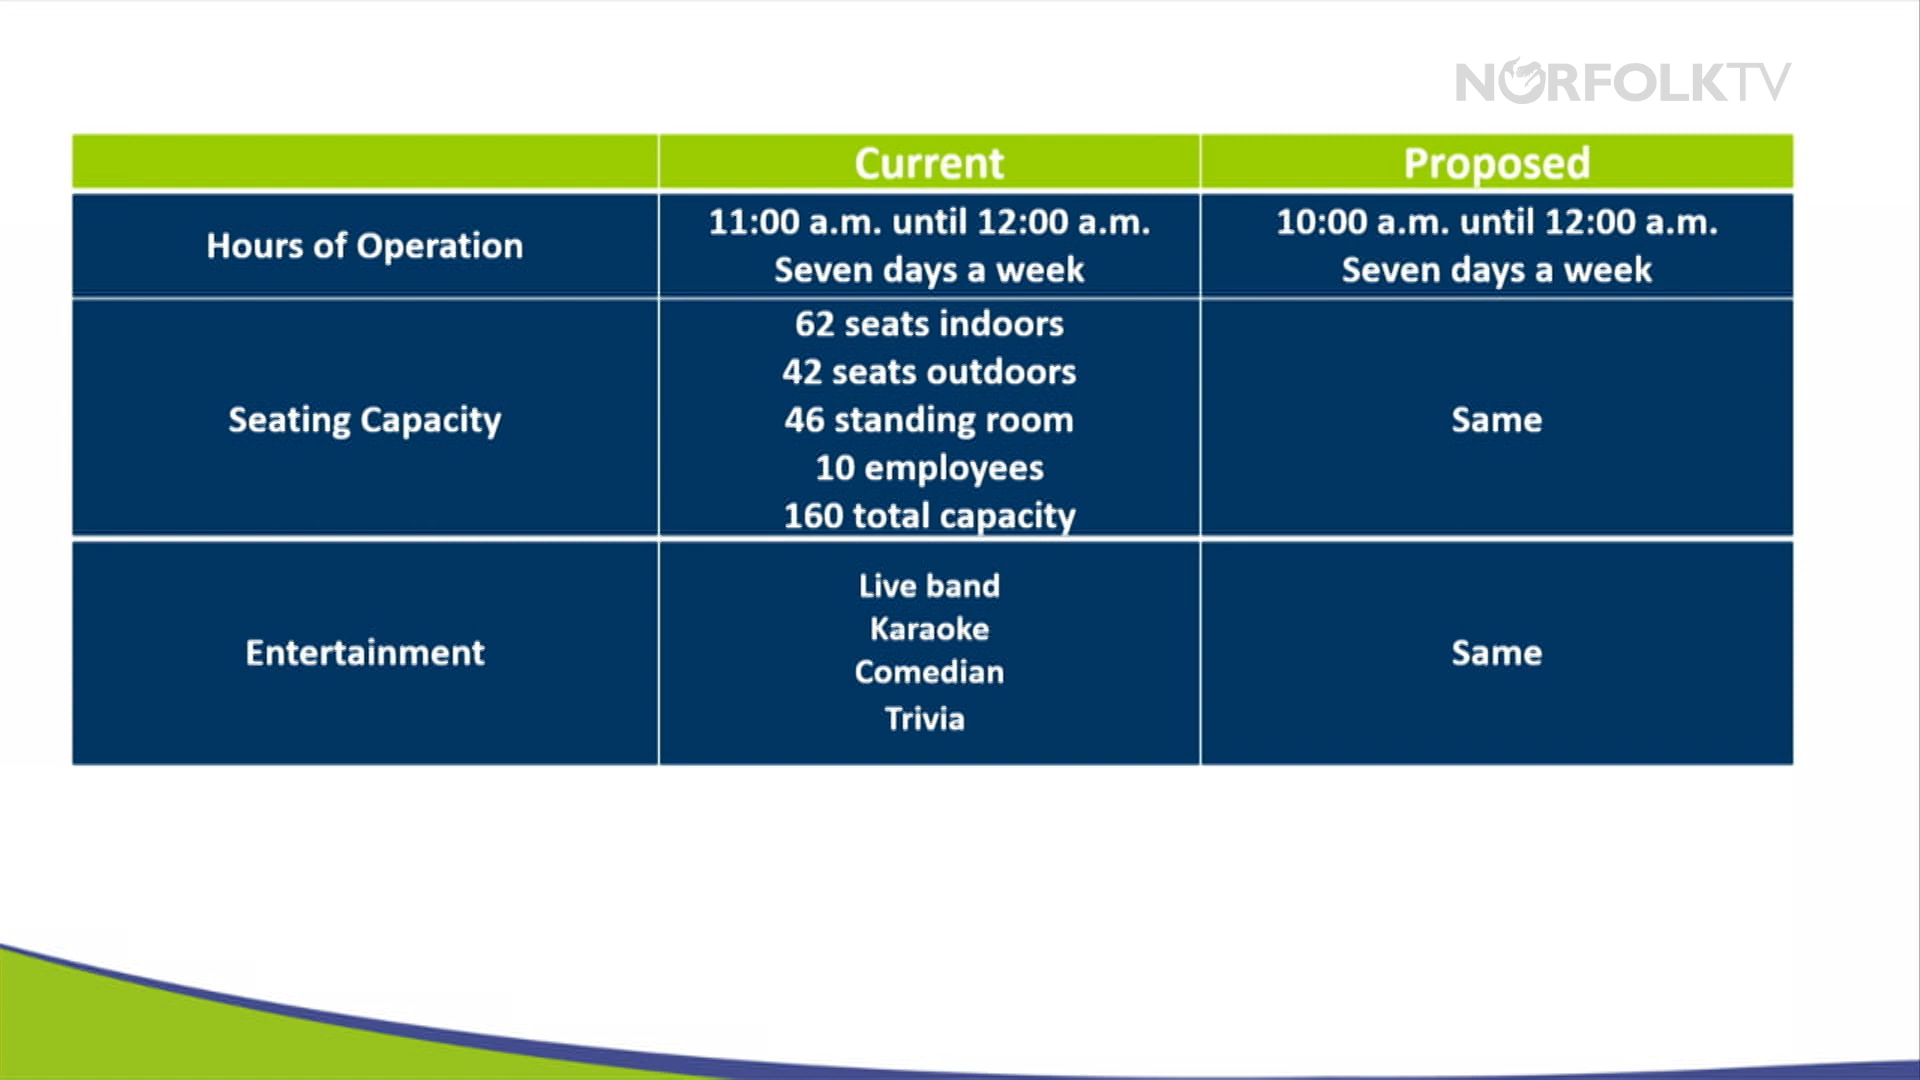 NORFOLKTV
Current
Proposed
Hours of Operation
11:00 a.m. until 12:00 a.m.
Seven days a week
10:00 a.m. until 12:00 a.m.
Seven days a week
Seating Capacity
62 seats indoors
42 seats outdoors
46 standing room
10 employees
160 total capacity
Same
Entertainment
Live band
Karaoke
Comedian
Trivia
Same